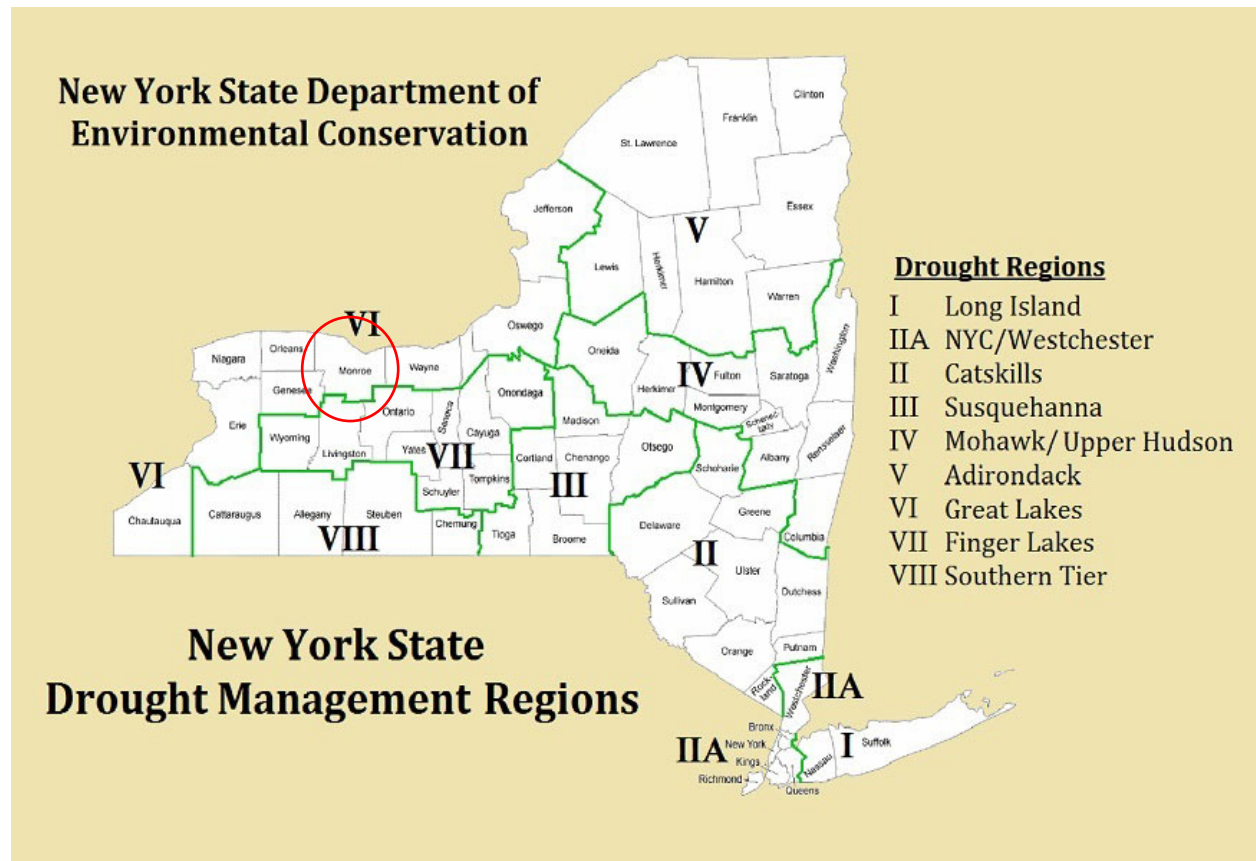 New York State Department of
Environmental Conservation
Clinton
Franklin
St. Lawrence
Essex
Jefferson
V
Lewis
Herkimer
Hamilton
Warren
Drought Regions
I Long Island
IIA NYC/Westchester
II Catskills
III Susquehanna
IV Mohawk/Upper Hudson
V Adirondack
VI Great Lakes
VII Finger Lakes
VIII Southern Tier
VI
Oswego
Oneida
Washington
Niagara
Orleans
Monroe
Wayne
Genesee
Herkimer
IV
Fulton
Saratoga
Montgomery
Schenec-
tady
Onondaga
Madison
Ontario
Seneca
Cayuga
Erie
Wyoming
Livingston
Yates
VII
Otsego
Schoharie
Albany
Rensselaer
Cortland
Chenango
Tompkins
Schuyler
III
VI
Chautauqua
Cattaraugus
Allegany
Steuben
Chemung
VIII
Tioga
Broome
Delaware
Greene
Columbia
II
Ulster
Sullivan
Dutchess
Orange
Putnam
Rock-
land
Westchester
IIA
New York State
Drought Management Regions
Bronx
IIA
New York
Kings
Richmond
Queens
Nassau
I
Suffolk